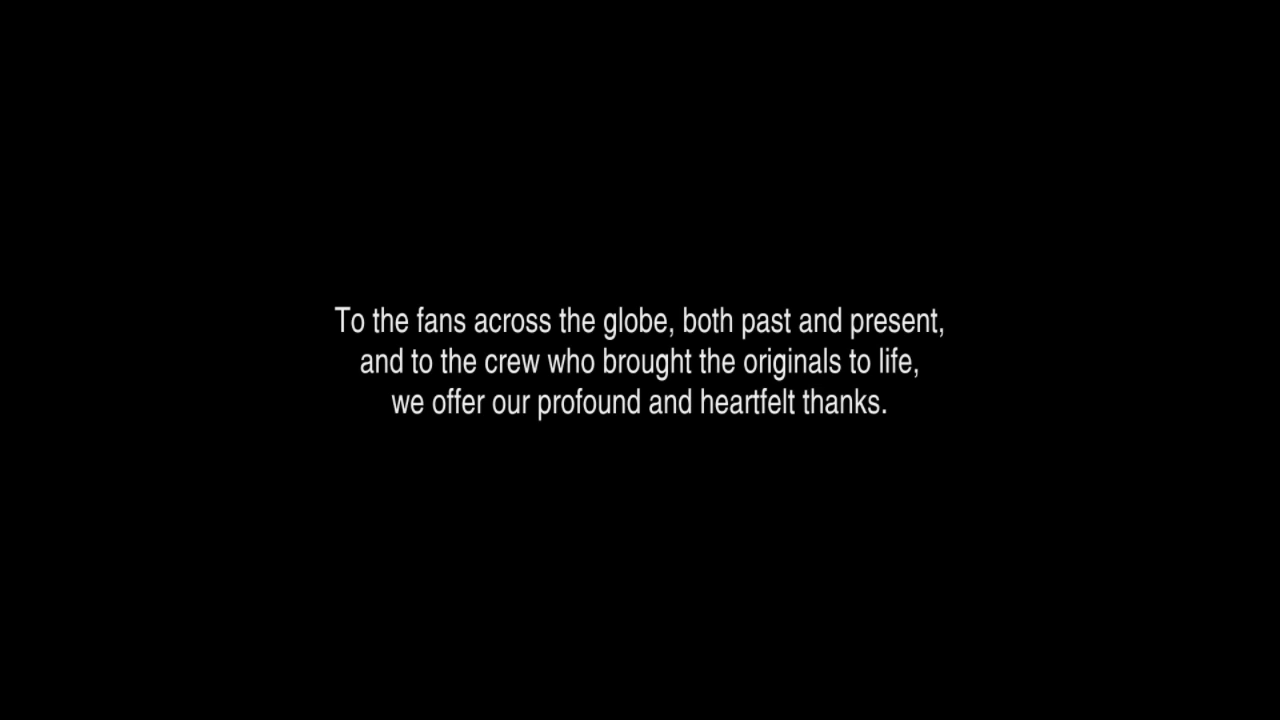 To the fans across the globe, both past and present,
and to the crew who brought the originals to life,
we offer our profound and heartfelt thanks.